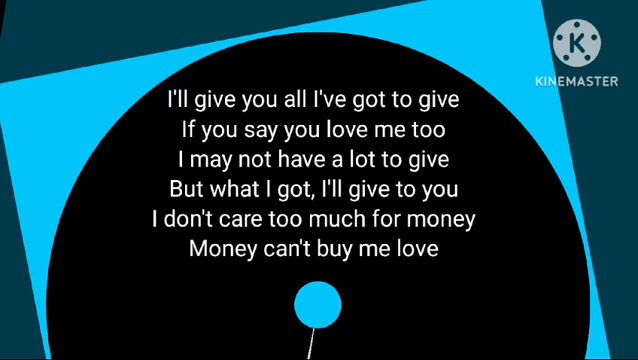 KINEMASTER
I'll give you all I've got to give
If you say you love me too
I may not have a lot to give
But what I got, I'll give to you
I don't care too much for money
Money can't buy me love